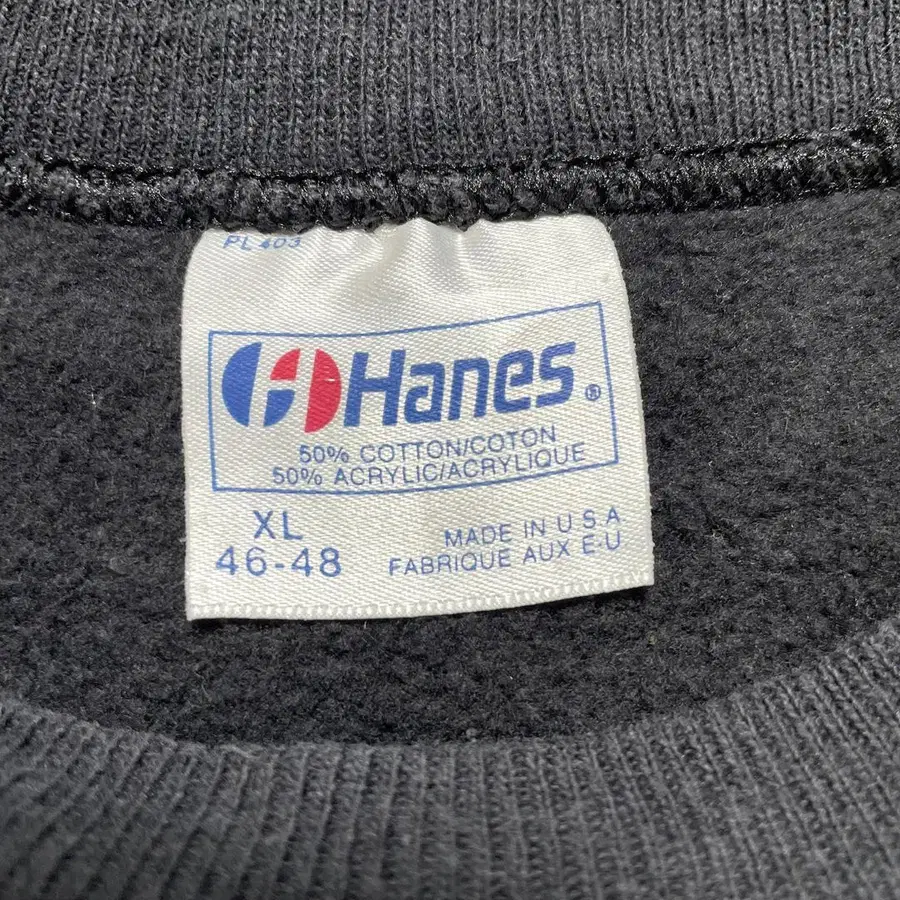 PL 403
Hanes®
50% COTTON/COTON
50% ACRYLIC/ACRYLIQUE
XL
46-48
MADE IN U S A
FABRIQUE AUX E-U